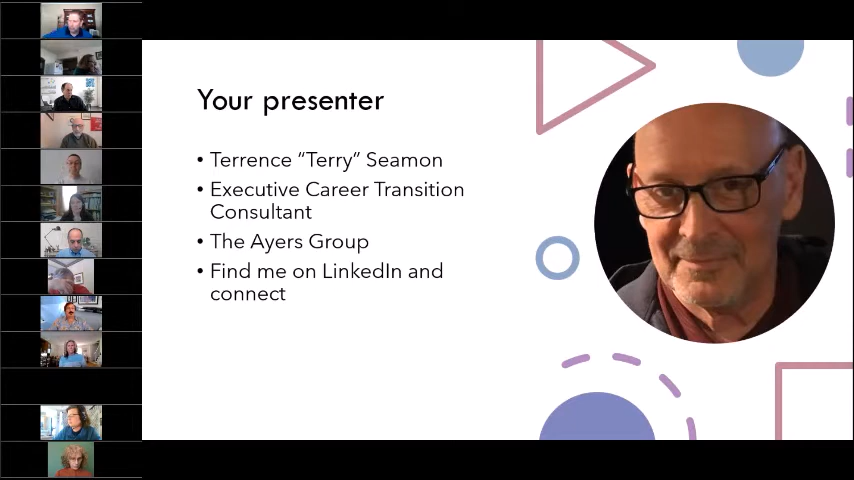 Your presenter
• Terrence “Terry” Seamon
• Executive Career Transition
Consultant
• The Ayers Group
• Find me on LinkedIn and
connect